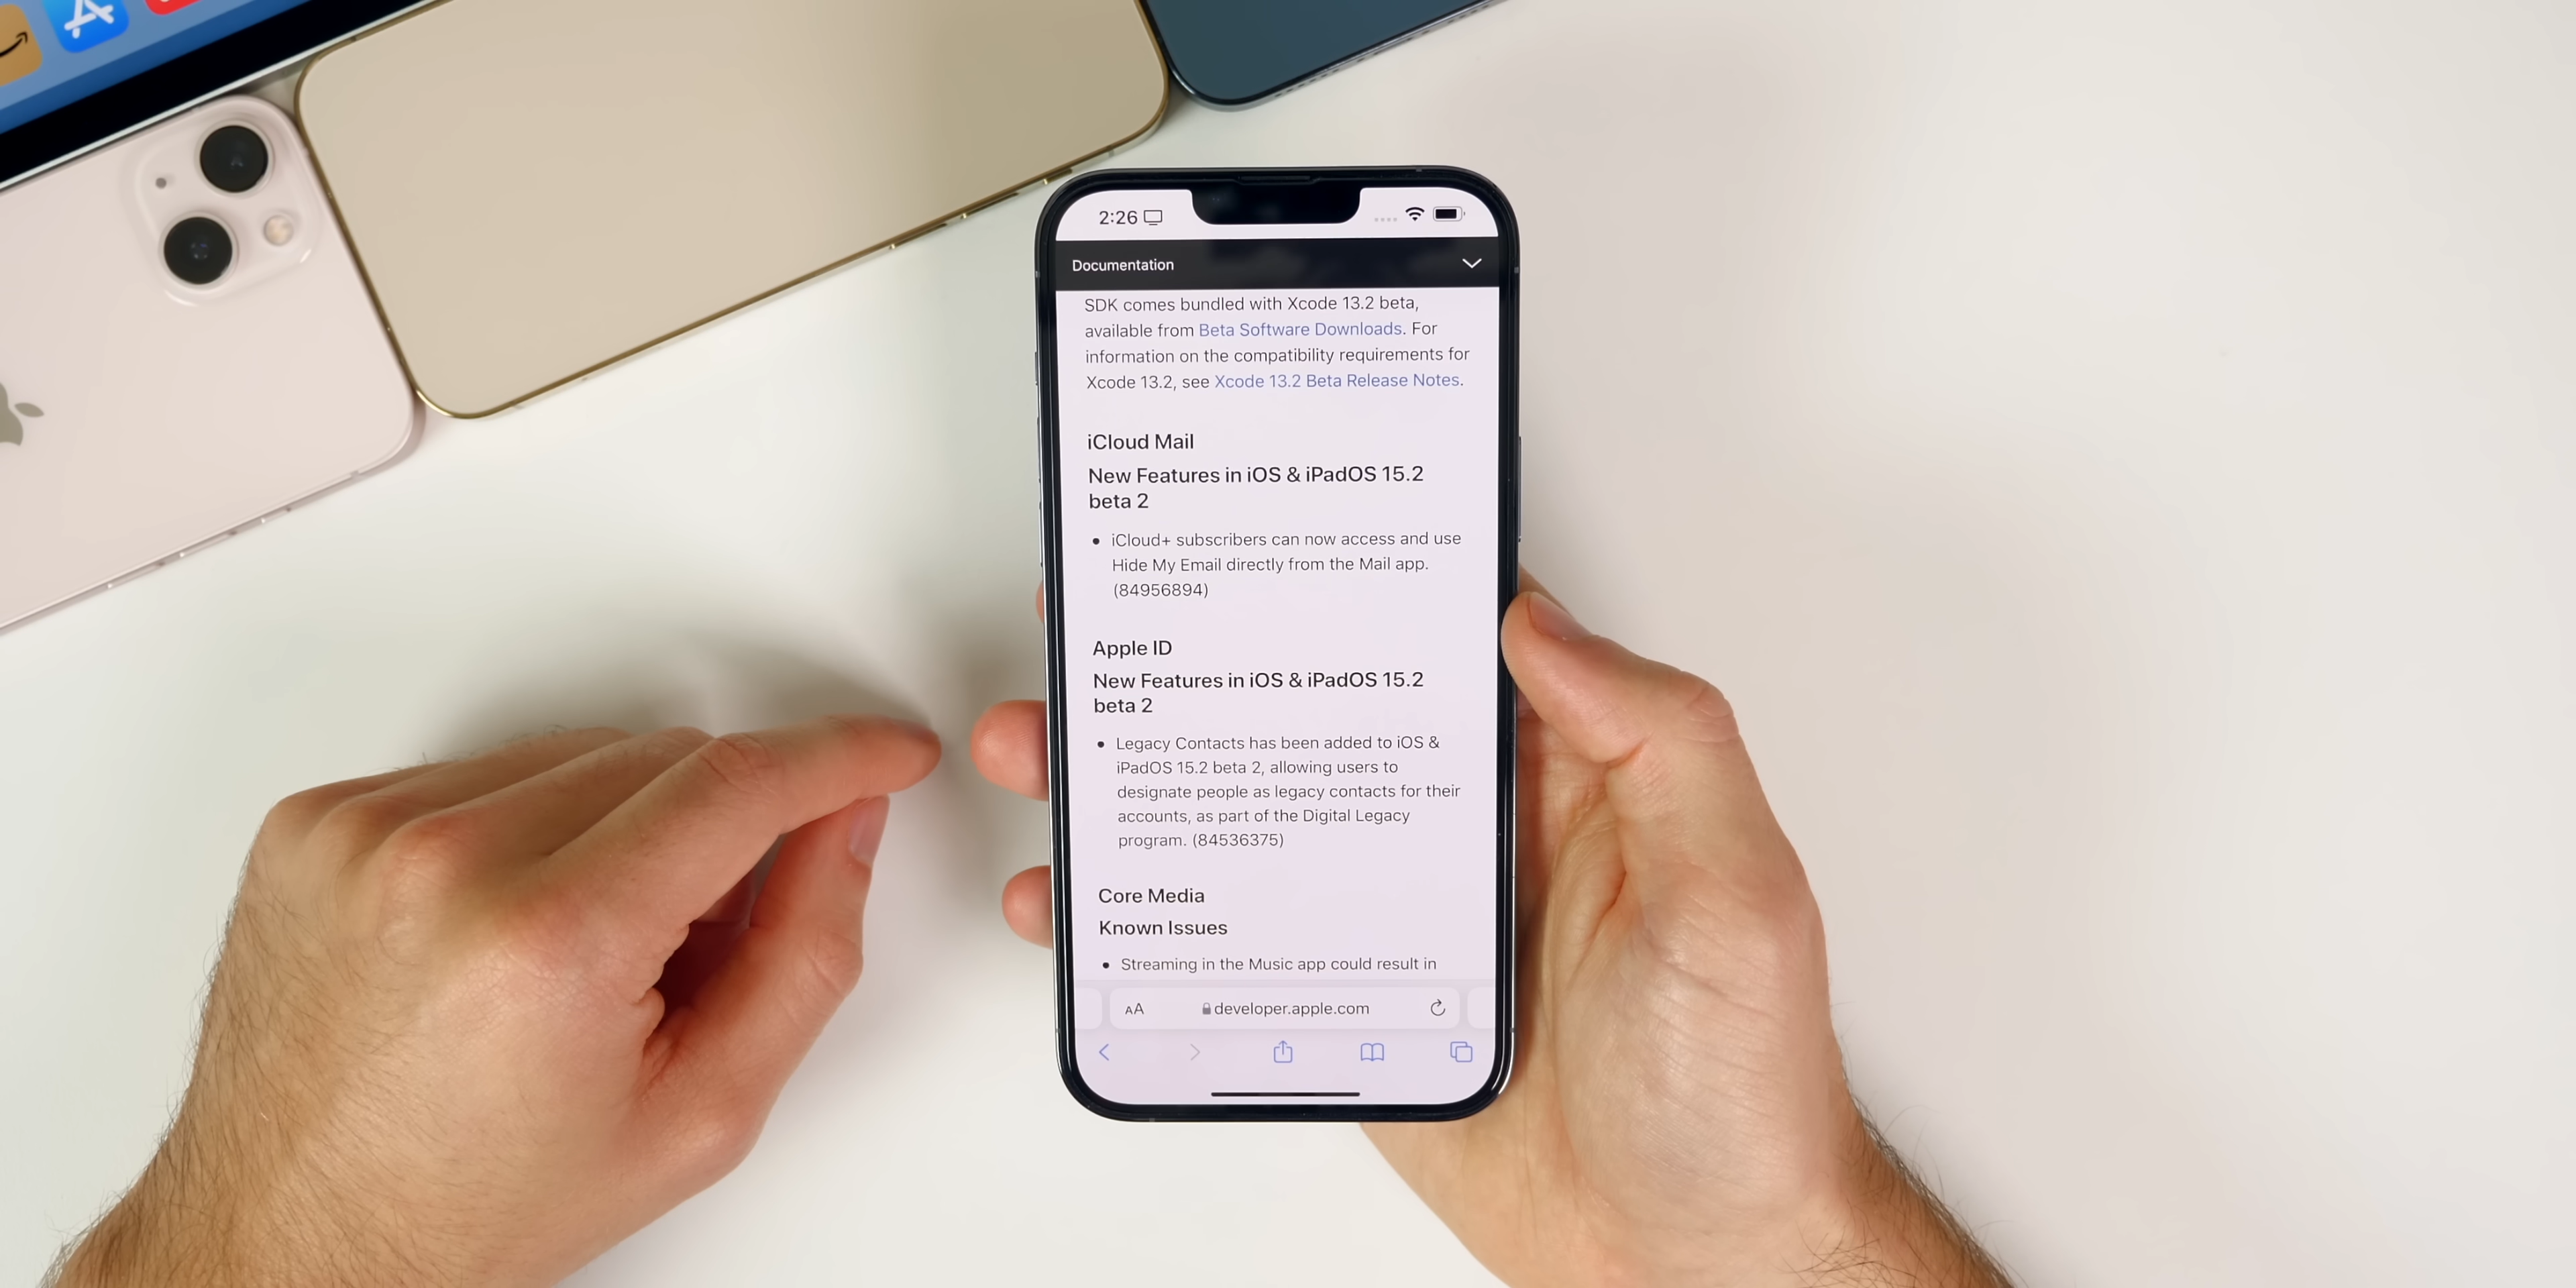 2:26
Documentation
SDK comes bundled with Xcode 13.2 beta,
available from Beta Software Downloads. For
information on the compatibility requirements for
Xcode 13.2, see Xcode 13.2 Beta Release Notes.
iCloud Mail
New Features in iOS & iPadOS 15.2
beta 2
• iCloud+ subscribers can now access and use
Hide My Email directly from the Mail app.
(84956894)
Apple ID
New Features in iOS & iPadOS 15.2
beta 2
• Legacy Contacts has been added to iOS &
iPadOS 15.2 beta 2, allowing users to
designate people as legacy contacts for their
accounts, as part of the Digital Legacy
program. (84536375)
Core Media
Known Issues
• Streaming in the Music app could result in
AA developer.apple.com